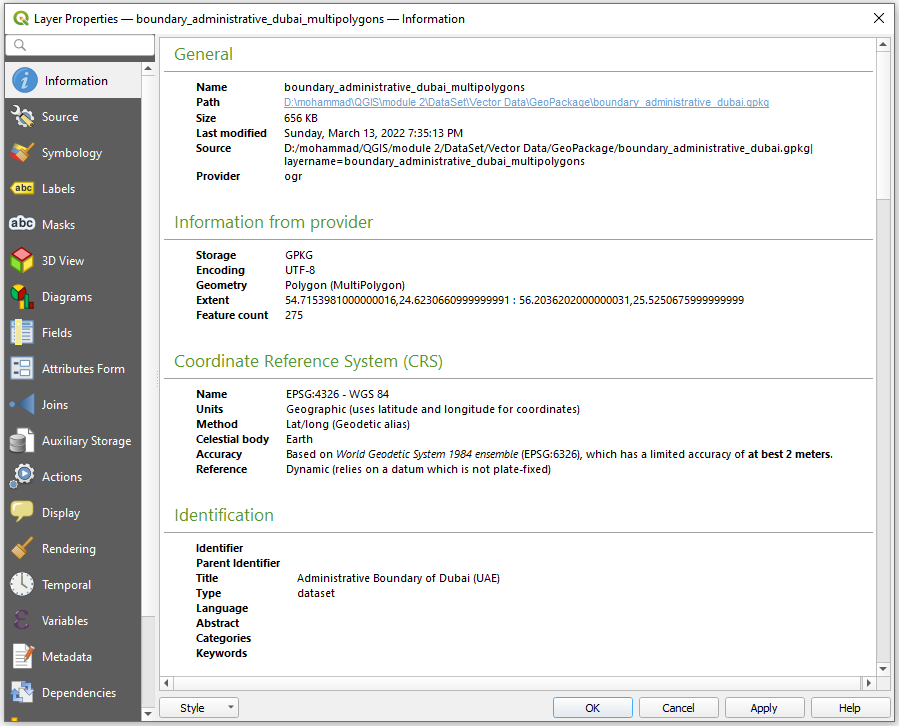 Layer Properties — boundary_administrative_dubai_multipolygons — Information
Information
Source
Symbology
abc Labels
abc Masks
3D View
Diagrams
Fields
Attributes Form
Joins
Auxiliary Storage
Actions
Display
Rendering
Temporal
Variables
Metadata
Dependencies
General
Name boundary_administrative_dubai_multipolygons
Path D:\mohammad\QGIS\module 2\DataSet\Vector Data\GeoPackage\boundary_administrative_dubai.gpkg
Size 656 KB
Last modified Sunday, March 13, 2022 7:35:13 PM
Source D:/mohammad/QGIS/module 2/DataSet/Vector Data/GeoPackage/boundary_administrative_dubai.gpkg|
layername=boundary_administrative_dubai_multipolygons
Provider ogr
Information from provider
Storage GPKG
Encoding UTF-8
Geometry Polygon (MultiPolygon)
Extent 54.7153981000000016,24.6230660999999991 : 56.2036202000000031,25.5250675999999999
Feature count 275
Coordinate Reference System (CRS)
Name EPSG:4326 - WGS 84
Units Geographic (uses latitude and longitude for coordinates)
Method Lat/long (Geodetic alias)
Celestial body Earth
Accuracy Based on World Geodetic System 1984 ensemble (EPSG:6326), which has a limited accuracy of at best 2 meters.
Reference Dynamic (relies on a datum which is not plate-fixed)
Identification
Identifier
Parent Identifier
Title Administrative Boundary of Dubai (UAE)
Type dataset
Language
Abstract
Categories
Keywords
Style OK Cancel Apply Help